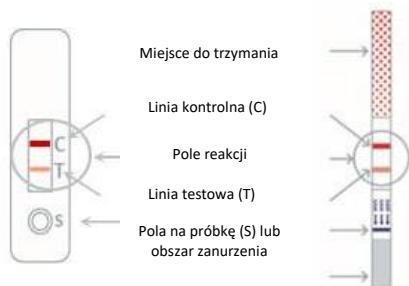 Miejsce do trzymania
Linia kontrolna (C)
C
Pole reakcji
T
Linia testowa (T)
S
Pola na próbkę (S) lub
obszar zanurzenia